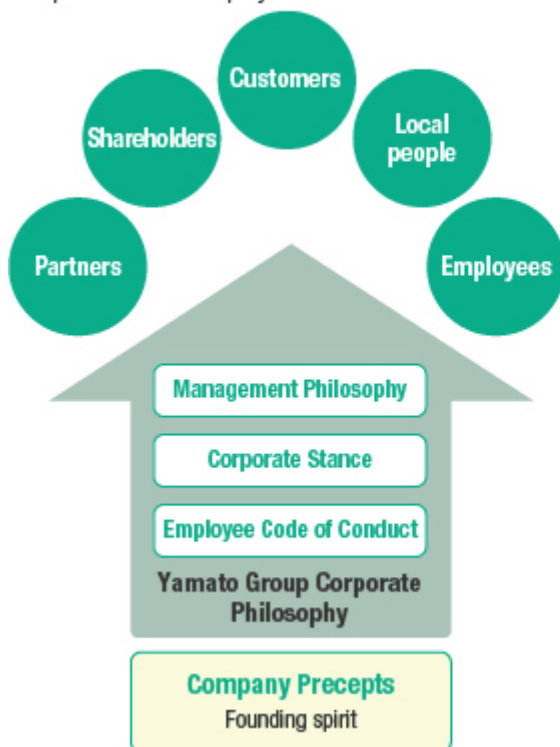 Customers
Shareholders
Local
people
Partners
Employees
Management Philosophy
Corporate Stance
Employee Code of Conduct
Yamato Group Corporate
Philosophy
Company Precepts
Founding spirit